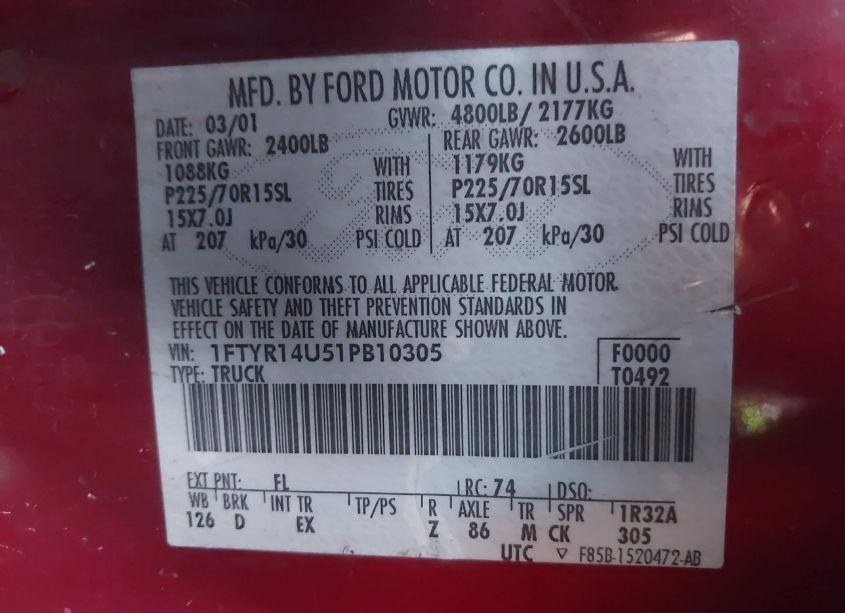 MFD. BY FORD MOTOR CO. IN U.S.A.
DATE: 03/01 GVWR: 4800LB/ 2177KG
FRONT GAWR: 2400LB REAR GAWR: 2600LB
1088KG WITH 1179KG WITH
P225/70R15SL TIRES P225/70R15SL TIRES
15X7.0J RIMS 15X7.0J RIMS
AT 207 kPa/30 PSI COLD AT 207 kPa/30 PSI COLD
THIS VEHICLE CONFORMS TO ALL APPLICABLE FEDERAL MOTOR
VEHICLE SAFETY AND THEFT PREVENTION STANDARDS IN
EFFECT ON THE DATE OF MANUFACTURE SHOWN ABOVE.
VIN: 1FTYR14U51PB10305 F0000
TYPE: TRUCK T0492
EXT PNT: FL RC: 74 DSO:
WB BRK INT TR TP/PS R AXLE TR SPR 1R32A
126 D EX Z 86 M CK 305
UTC ▽ F85B-1520472-AB